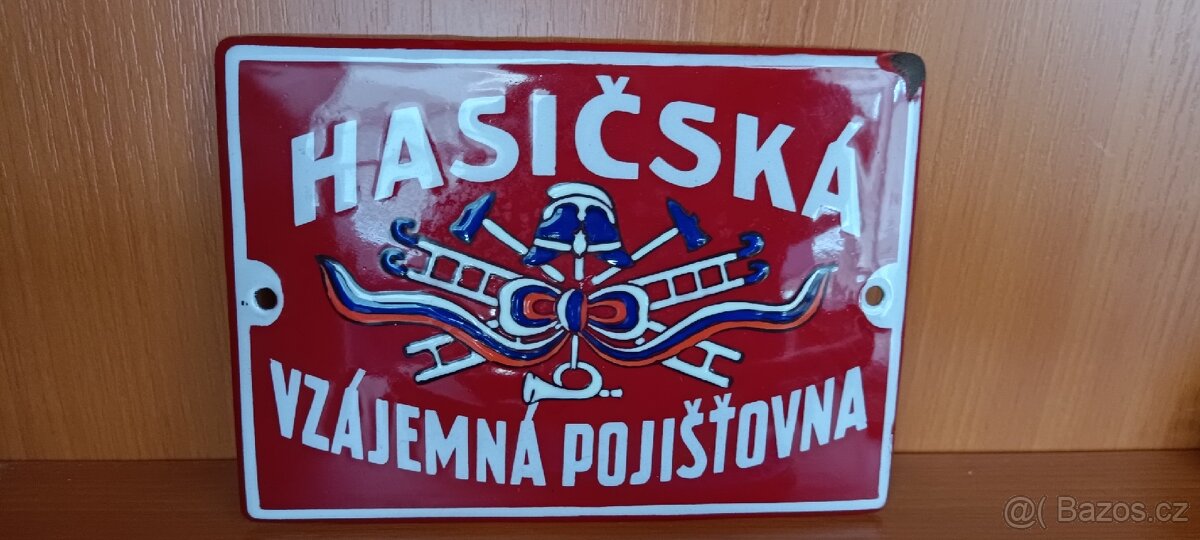 HASIČSKÁ
VZÁJEMNÁ POJIŠŤOVNA
@( Bazos.cz